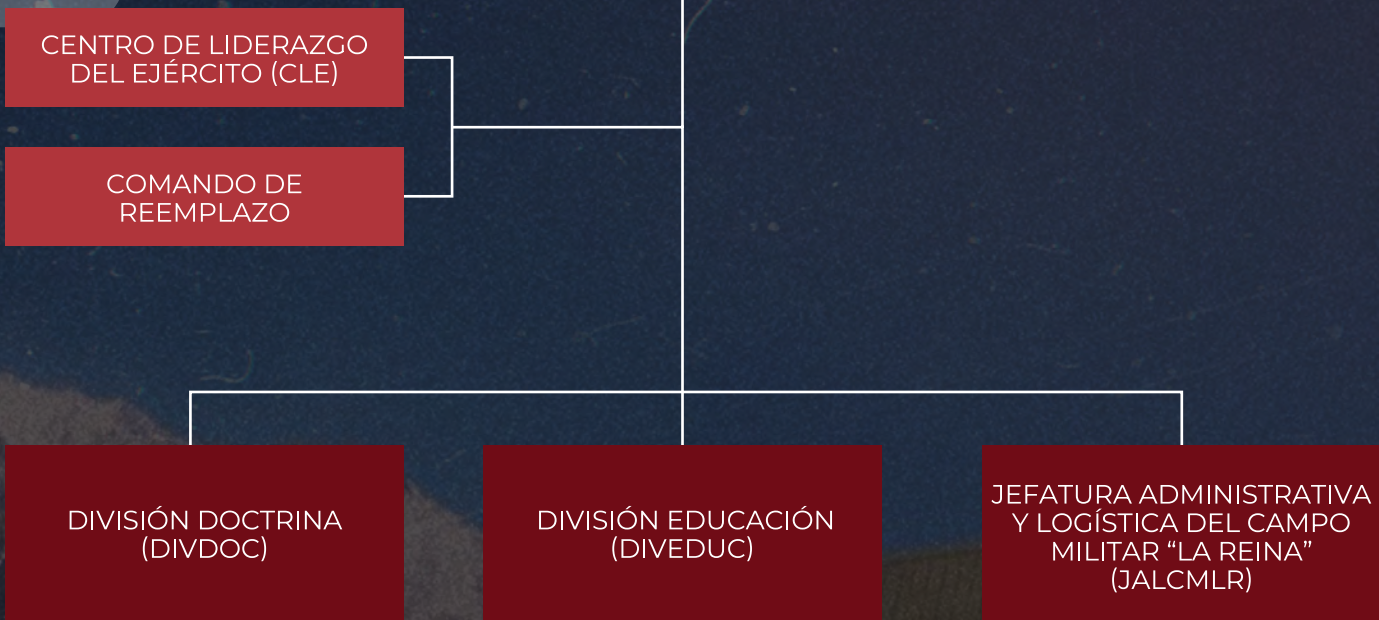 CENTRO DE LIDERAZGO
DEL EJÉRCITO (CLE)
COMANDO DE
REEMPLAZO
DIVISIÓN DOCTRINA
(DIVDOC)
DIVISIÓN EDUCACIÓN
(DIVEDUC)
JEFATURA ADMINISTRATIVA
Y LOGÍSTICA DEL CAMPO
MILITAR “LA REINA”
(JALCMLR)